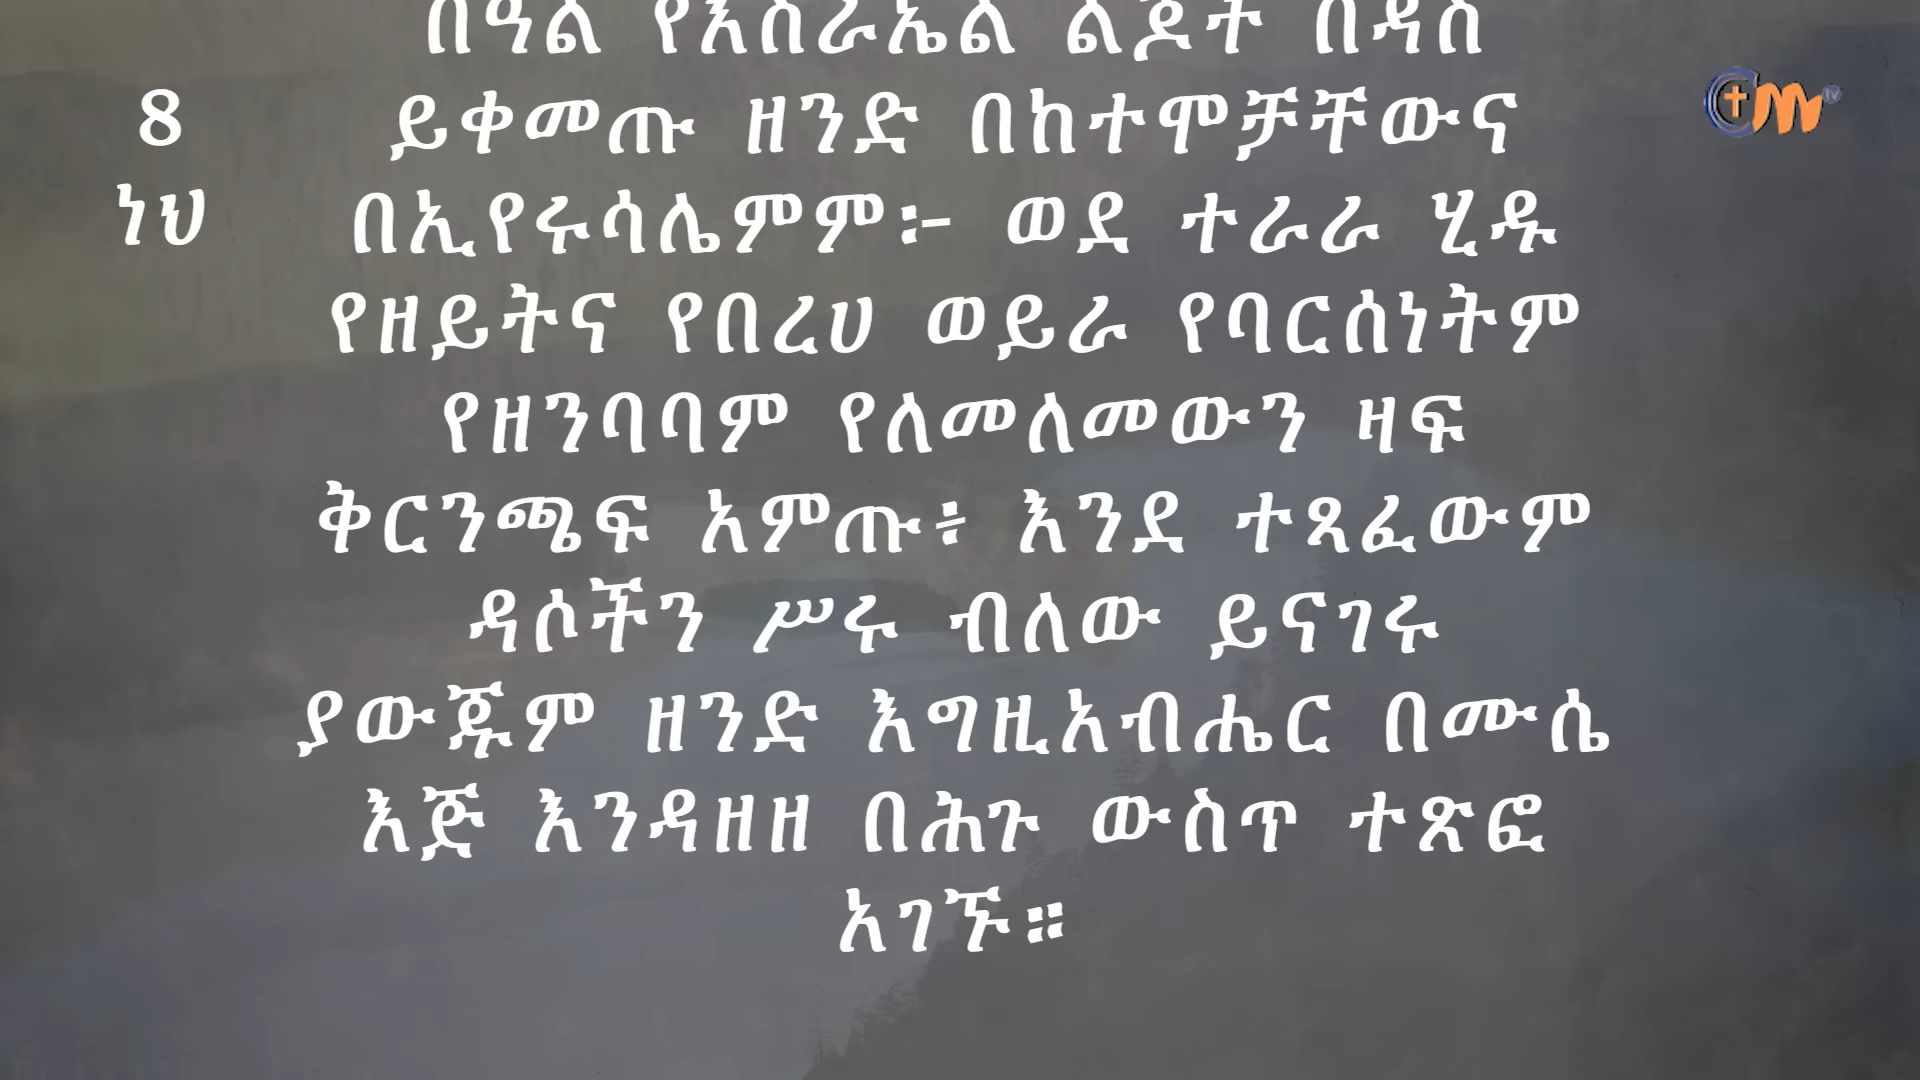 በዓል የእስራኤል ልጆች በዳስ
8
ይቀመጡ ዘንድ በከተሞቻቸውና
ነህ
በኢየሩሳሌምም፦ ወደ ተራራ ሂዱ
የዘይትና የበረሀ ወይራ የባርሰነትም
የዘንባባም የለመለመውን ዛፍ
ቅርንጫፍ አምጡ፥ እንደ ተጻፈውም
ዳሶችን ሥሩ ብለው ይናገሩ
ያውጁም ዘንድ እግዚአብሔር በሙሴ
እጅ እንዳዘዘ በሕጉ ውስጥ ተጽፎ
አገኙ።